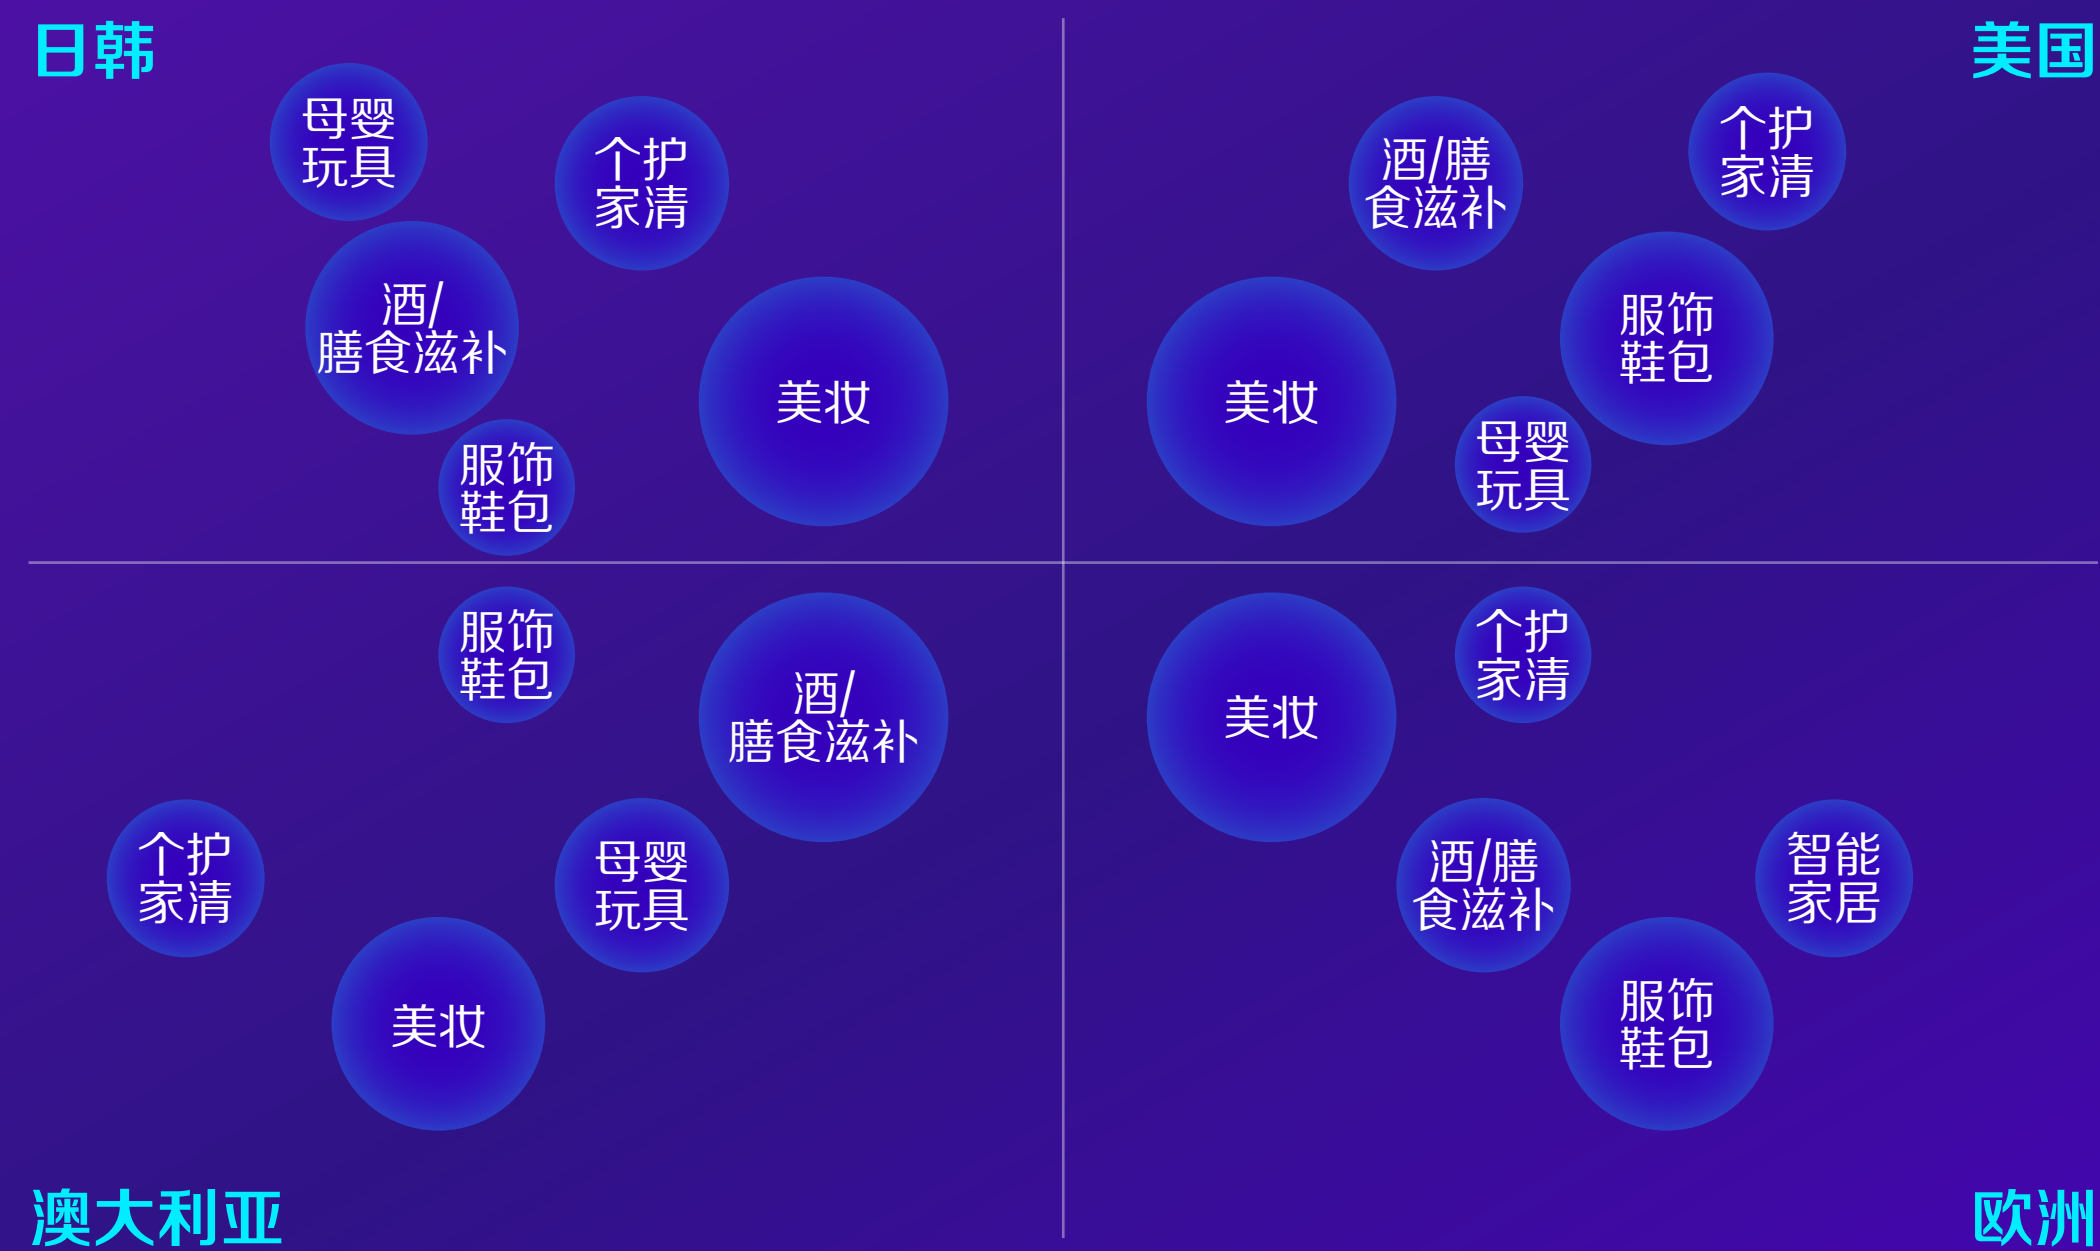 日韩
母婴
玩具
个护
家清
酒/
膳食滋补
美妆
服饰
鞋包
美国
酒/膳
食滋补
个护
家清
服饰
鞋包
美妆
母婴
玩具
服饰
鞋包
酒/
膳食滋补
个护
家清
母婴
玩具
美妆
澳大利亚
个护
家清
美妆
酒/膳
食滋补
智能
家居
服饰
鞋包
欧洲